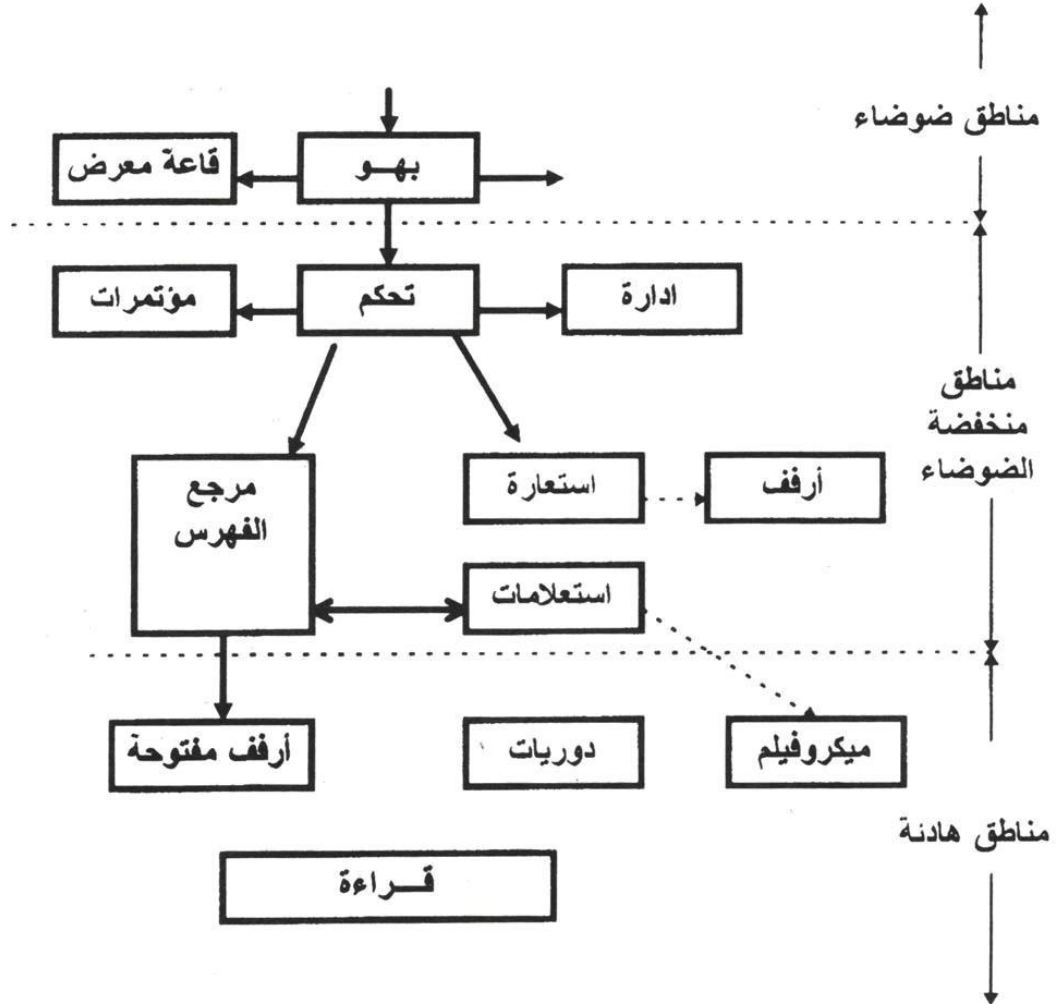 مناطق ضوضاء
بهـو
قاعة معرض
ادارة
تحكم
مؤتمرات
مناطق
منخفضة
الضوضاء
أرفف
استعارة
مرجع
الفهرس
استعلامات
ميكروفيلم
دوريات
أرفف مفتوحة
مناطق هادئة
قــراءة